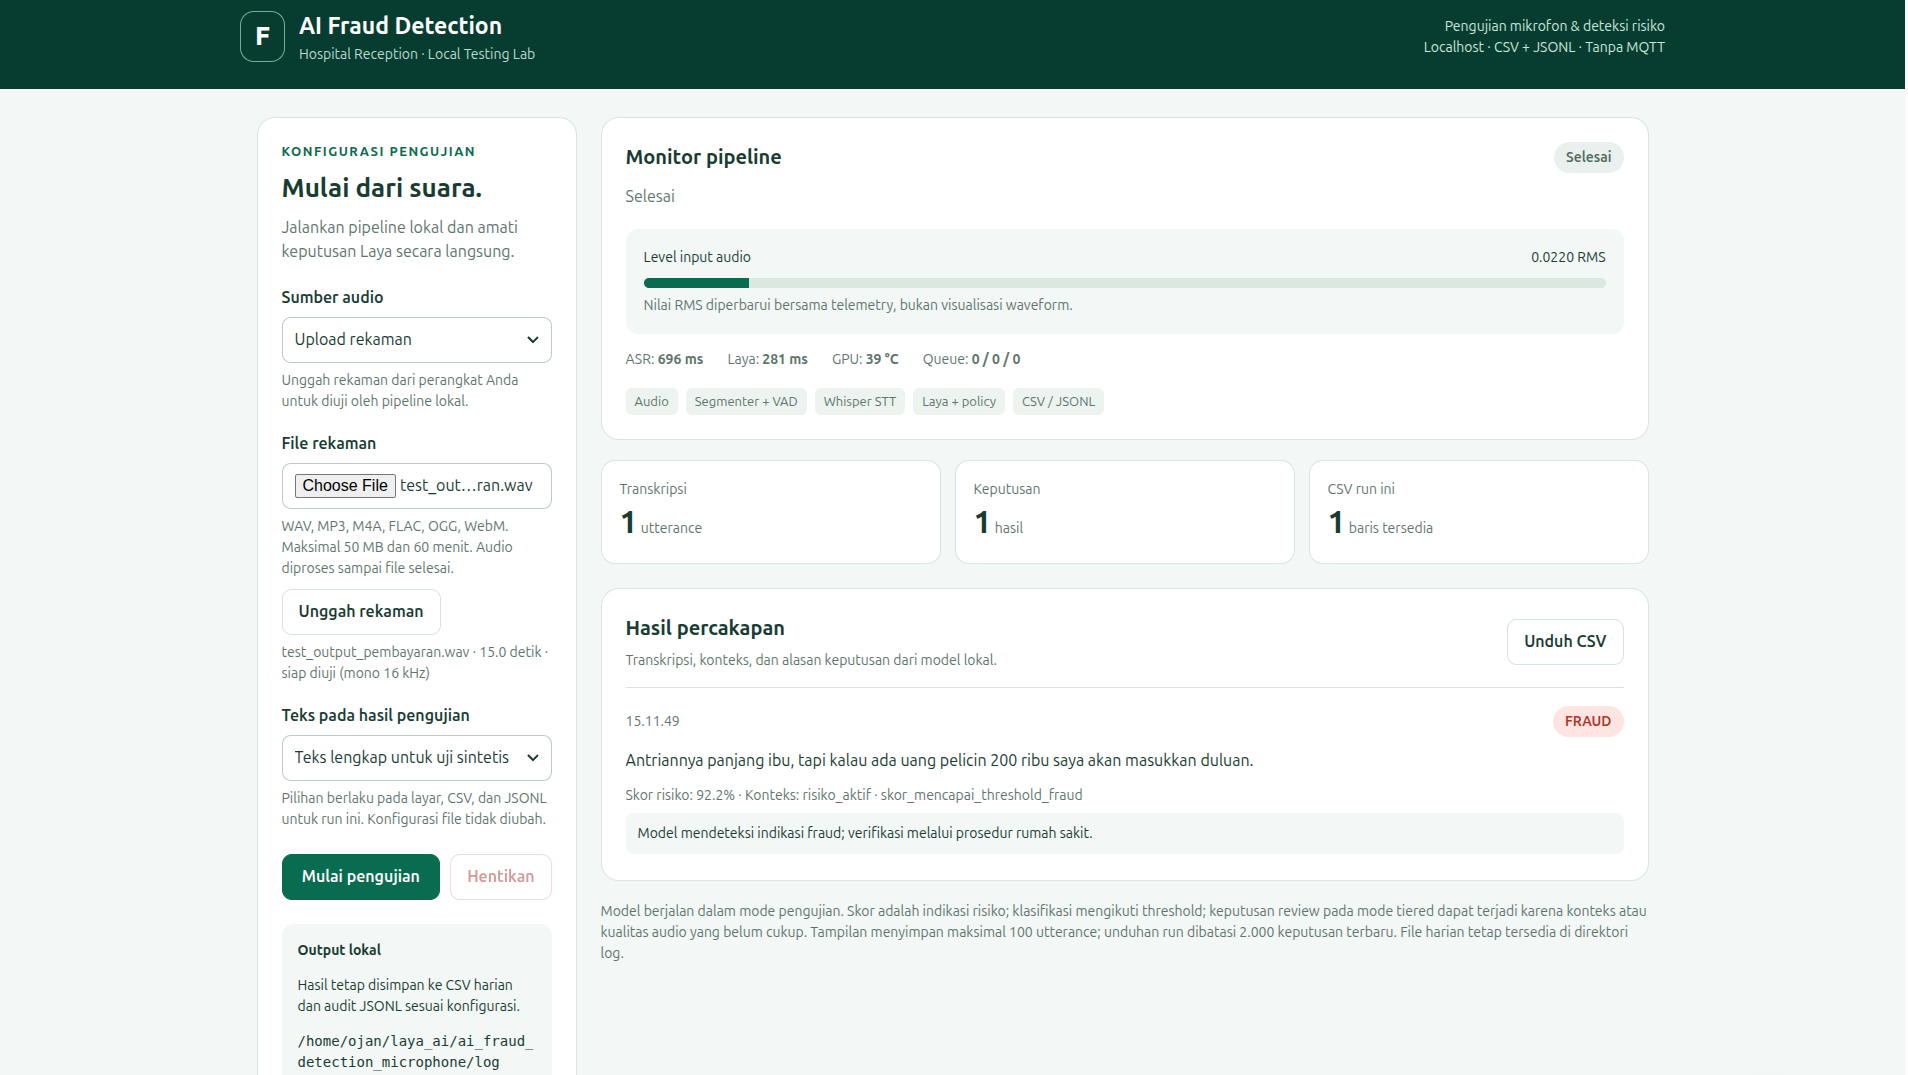 F
AI Fraud Detection
Hospital Reception · Local Testing Lab
Pengujian mikrofon & deteksi risiko
Localhost · CSV + JSONL · Tanpa MQTT
KONFIGURASI PENGUJIAN
Mulai dari suara.
Jalankan pipeline lokal dan amati
keputusan Laya secara langsung.
Sumber audio
Upload rekaman
Unggah rekaman dari perangkat Anda
untuk diuji oleh pipeline lokal.
File rekaman
Choose File test_out...ran.wav
WAV, MP3, M4A, FLAC, OGG, WebM.
Maksimal 50 MB dan 60 menit. Audio
diproses sampai file selesai.
Unggah rekaman
test_output_pembayaran.wav · 15.0 detik ·
siap diuji (mono 16 kHz)
Teks pada hasil pengujian
Teks lengkap untuk uji sintetis
Pilihan berlaku pada layar, CSV, dan JSONL
untuk run ini. Konfigurasi file tidak diubah.
Mulai pengujian
Hentikan
Output lokal
Hasil tetap disimpan ke CSV harian
dan audit JSONL sesuai konfigurasi.
/home/ojan/laya_ai/ai_fraud_
detection_microphone/log
Monitor pipeline
Selesai
Selesai
Level input audio
0.0220 RMS
Nilai RMS diperbarui bersama telemetry, bukan visualisasi waveform.
ASR: 696 ms Laya: 281 ms GPU: 39 °C Queue: 0 / 0 / 0
Audio Segmenter + VAD Whisper STT Laya + policy CSV / JSONL
Transkripsi
1 utterance
Keputusan
1 hasil
CSV run ini
1 baris tersedia
Hasil percakapan
Transkripsi, konteks, dan alasan keputusan dari model lokal.
Unduh CSV
15.11.49
FRAUD
Antriannya panjang ibu, tapi kalau ada uang pelicin 200 ribu saya akan masukkan duluan.
Skor risiko: 92.2% · Konteks: risiko_aktif · skor_mencapai_threshold_fraud
Model mendeteksi indikasi fraud; verifikasi melalui prosedur rumah sakit.
Model berjalan dalam mode pengujian. Skor adalah indikasi risiko; klasifikasi mengikuti threshold; keputusan review pada mode tiered dapat terjadi karena konteks atau
kualitas audio yang belum cukup. Tampilan menyimpan maksimal 100 utterance; unduhan run dibatasi 2.000 keputusan terbaru. File harian tetap tersedia di direktori
log.